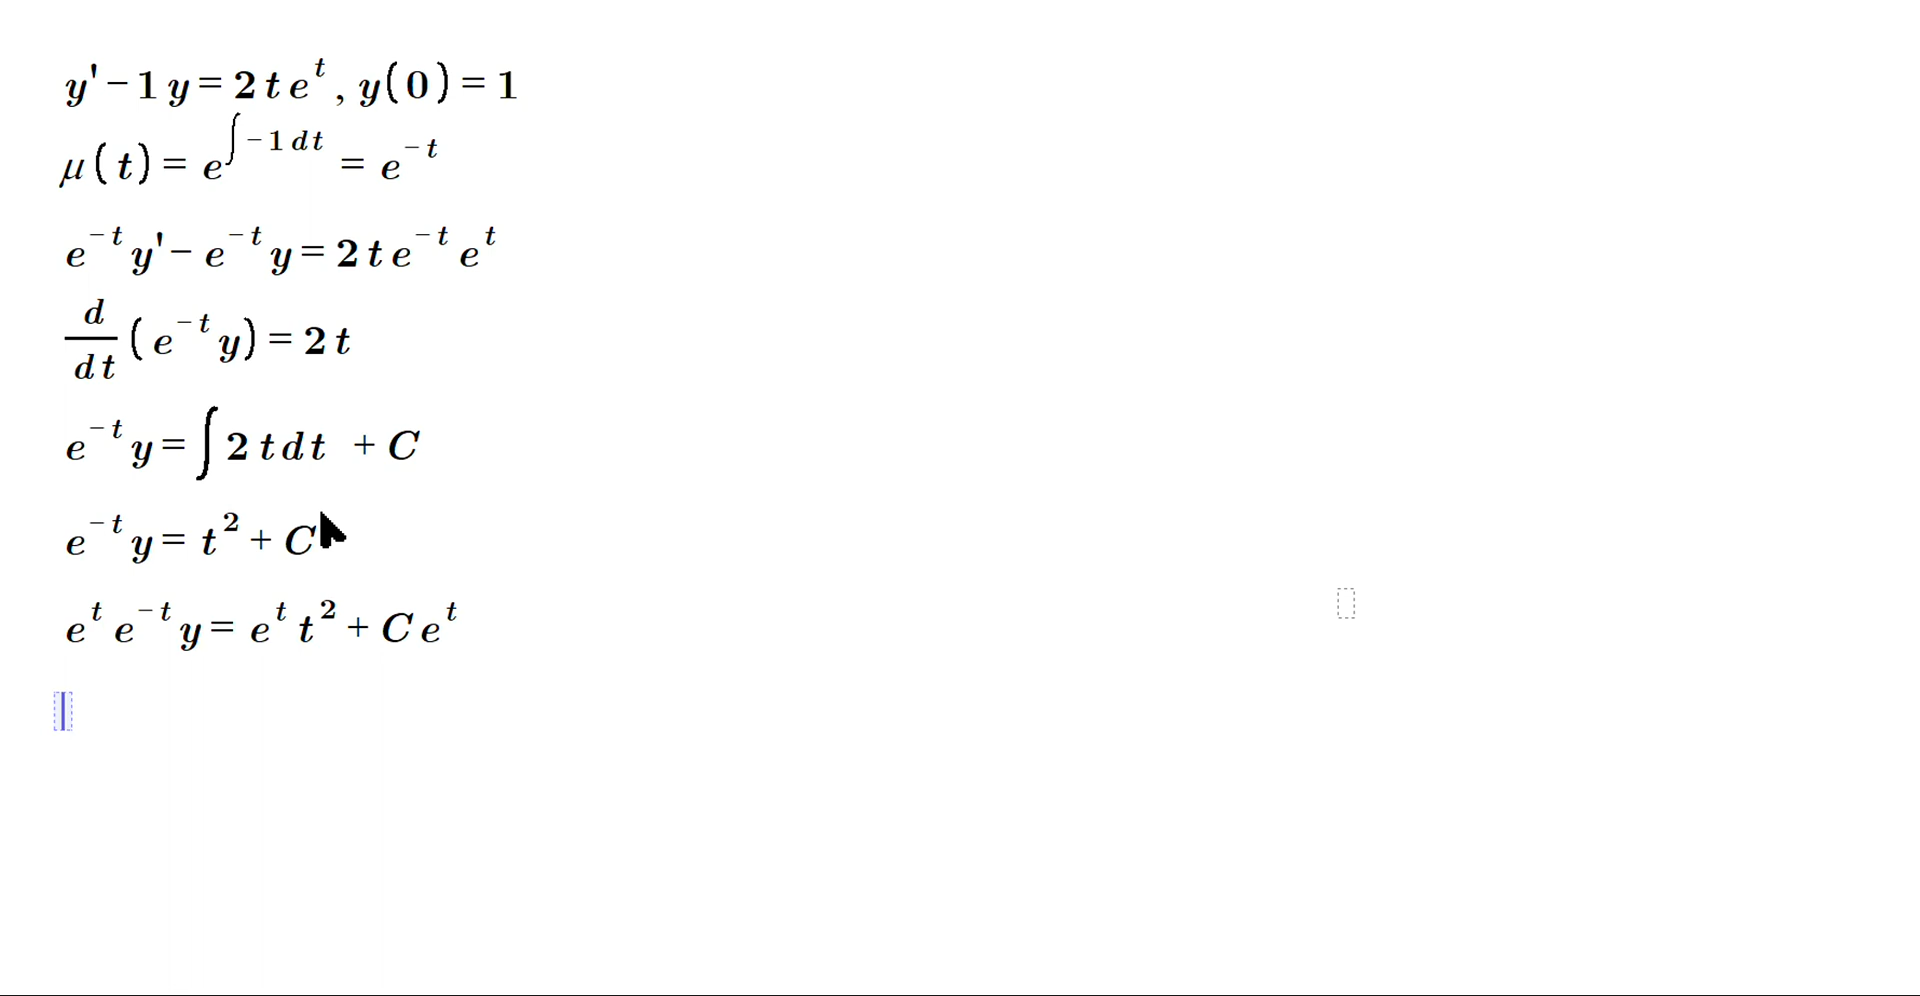 y' − 1 y = 2 t e^t , y(0) = 1
μ(t) = e^{∫ −1 dt} = e^{−t}
e^{−t} y' − e^{−t} y = 2 t e^{−t} e^t
d/dt (e^{−t} y) = 2 t
e^{−t} y = ∫ 2 t dt + C
e^{−t} y = t^2 + C
e^t e^{−t} y = e^t t^2 + C e^t